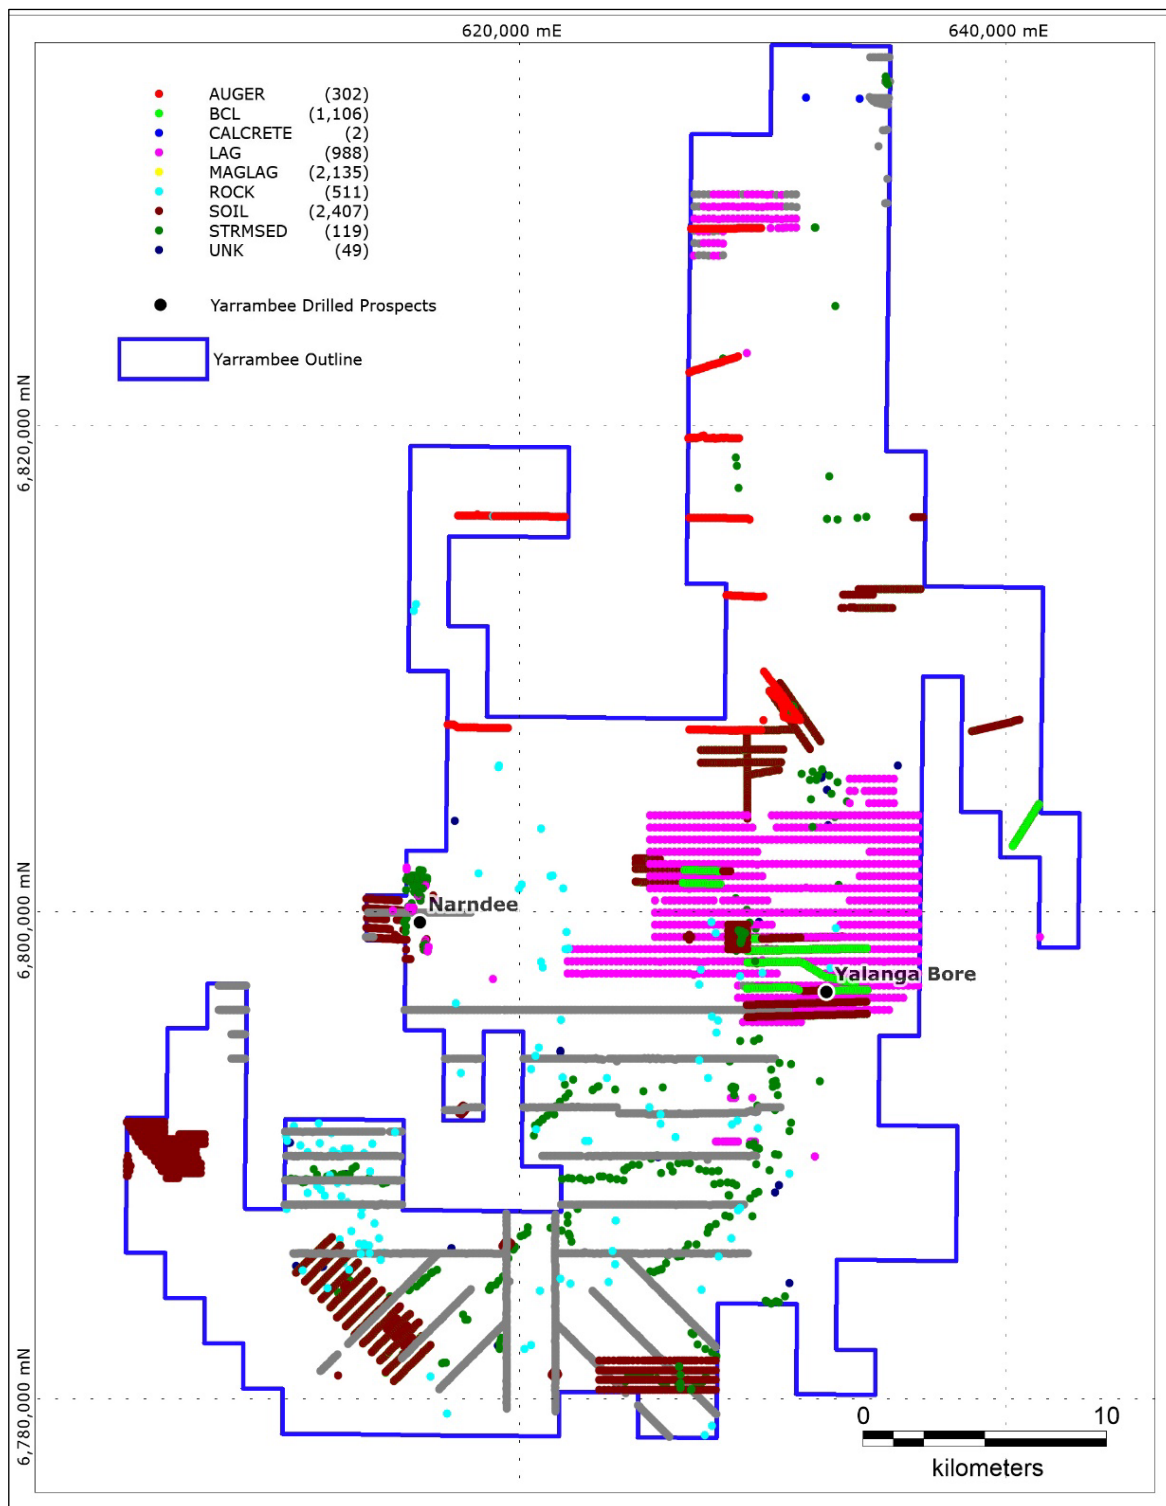 620,000 mE 640,000 mE
AUGER (302)
BCL (1,106)
CALCRETE (2)
LAG (988)
MAGLAG (2,135)
ROCK (511)
SOIL (2,407)
STRMSED (119)
UNK (49)
Yarrambee Drilled Prospects
Yarrambee Outline
6,820,000 mN
Narndee
6,800,000 mN
Yalanga Bore
6,780,000 mN
0 10
kilometers